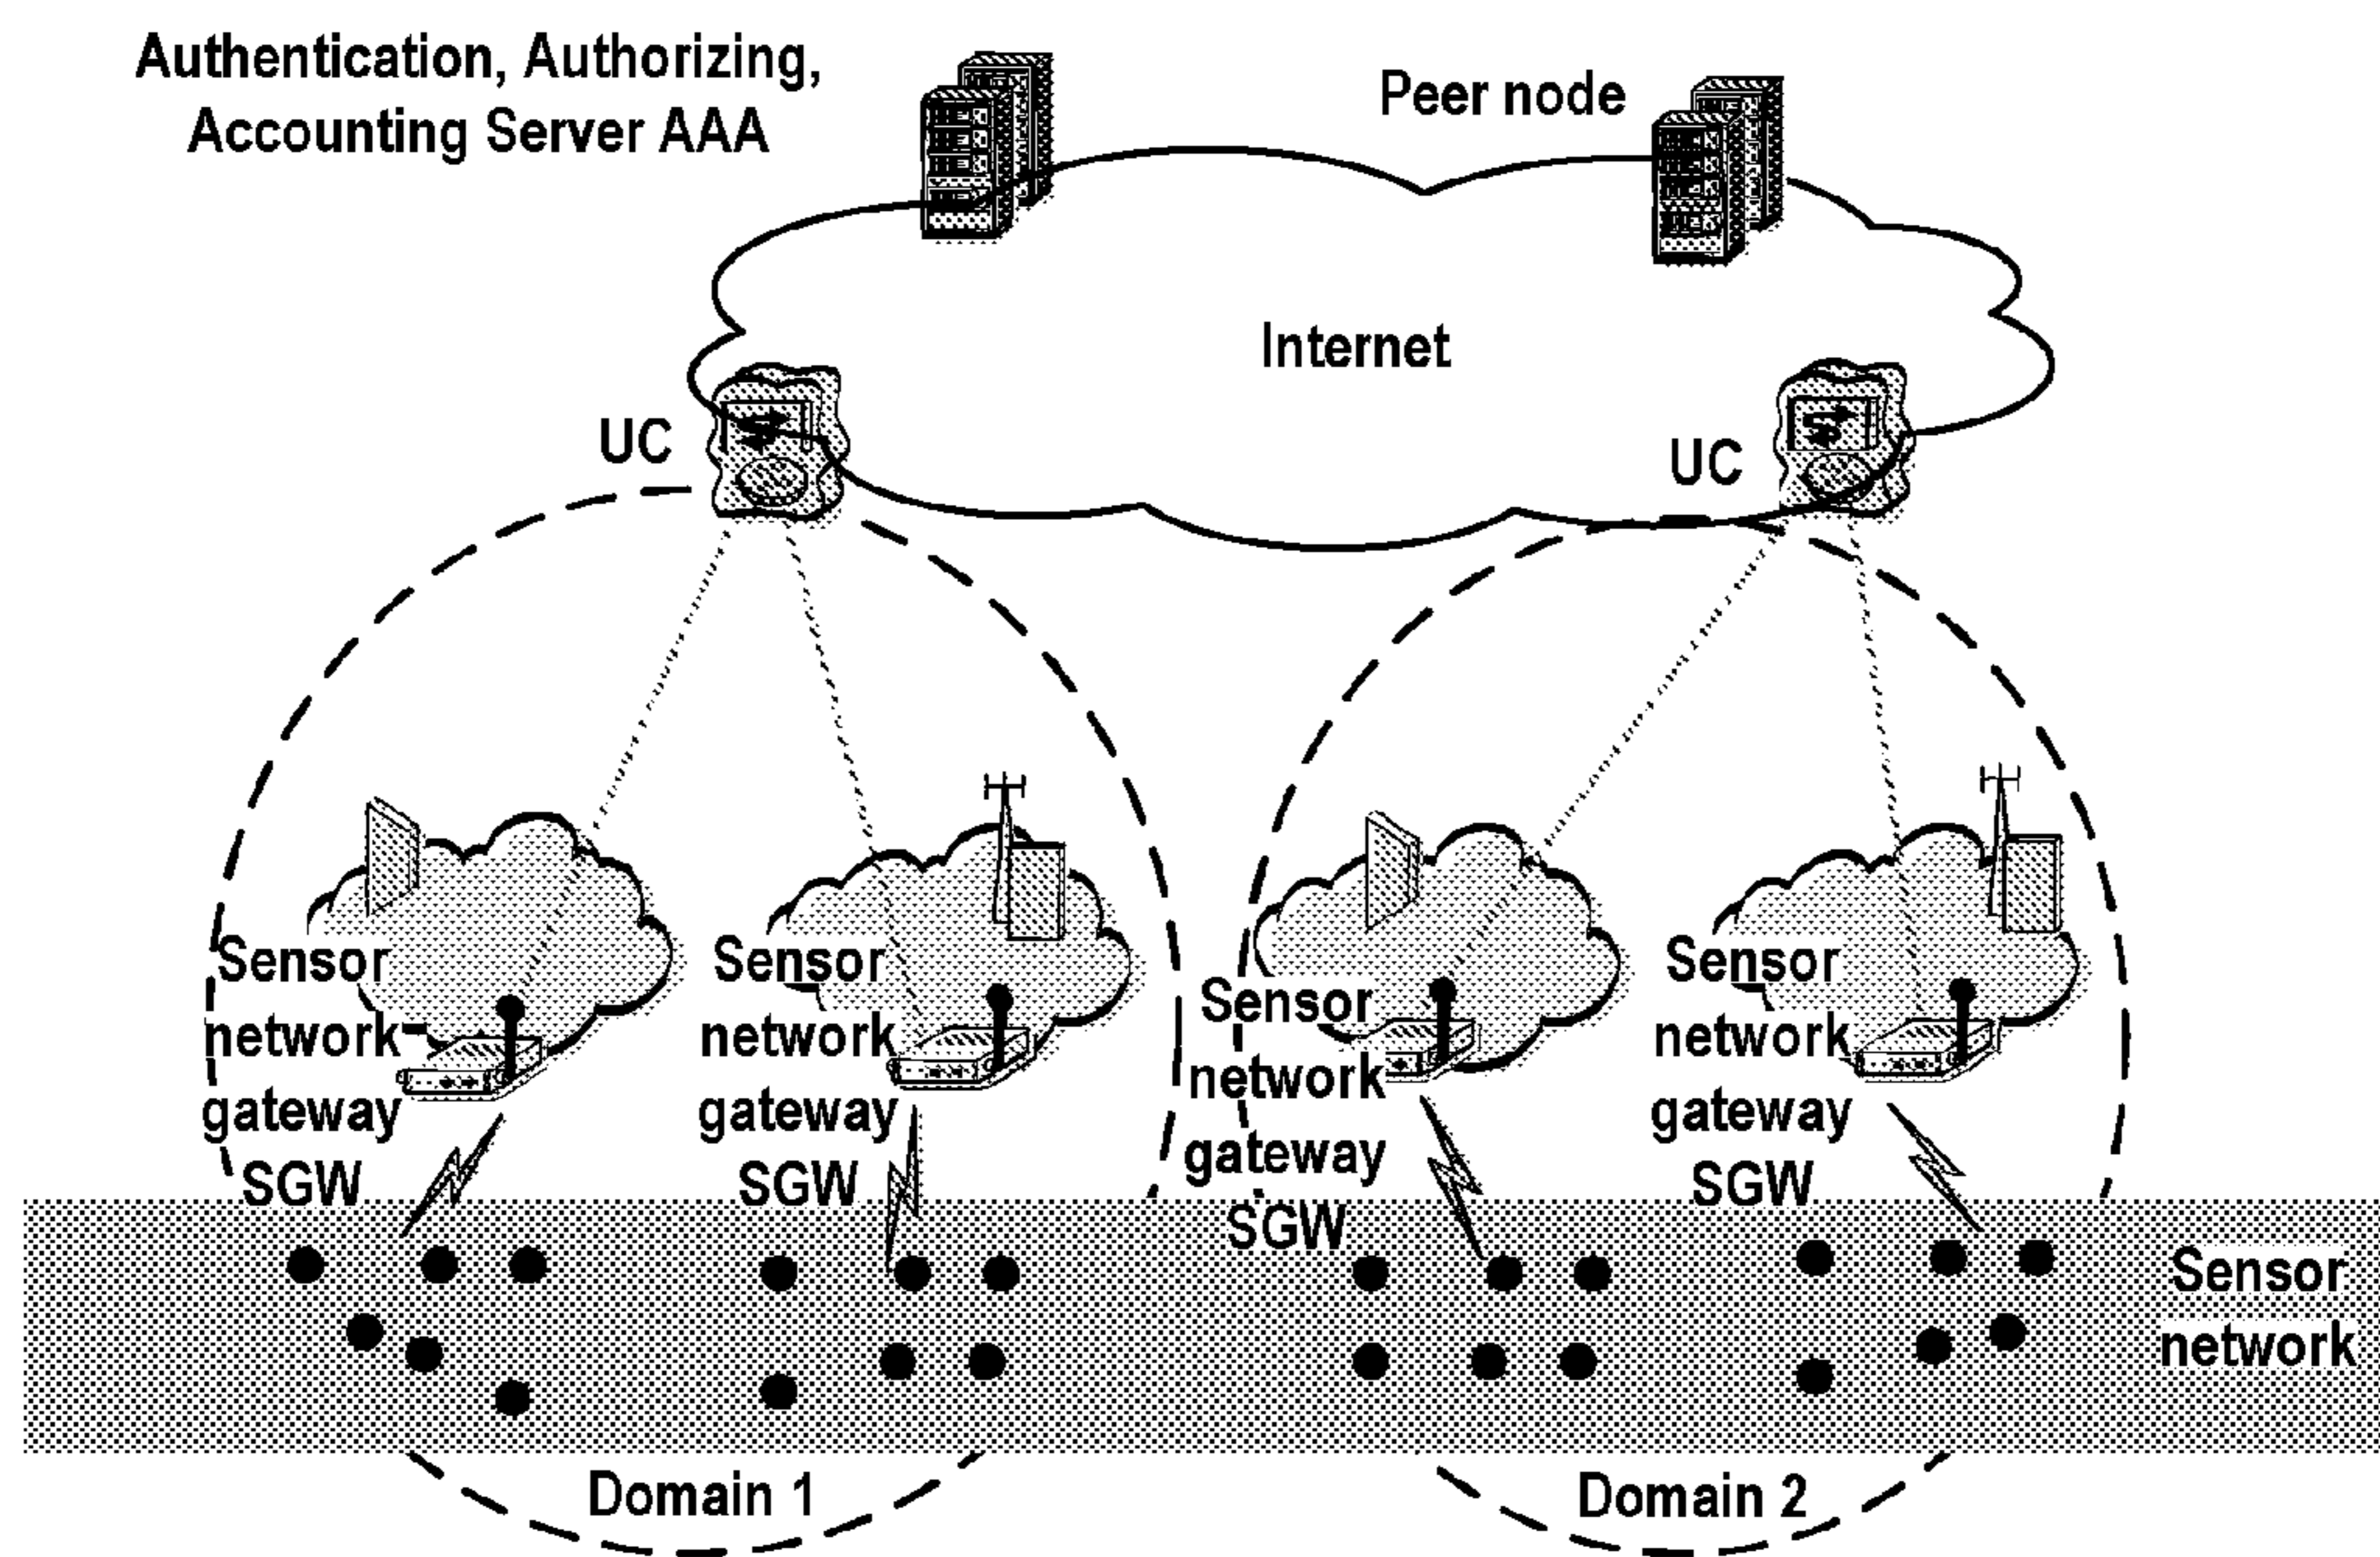 Authentication, Authorizing,
Accounting Server AAA
Peer node
Internet
UC
UC
Sensor
network
gateway
SGW
Sensor
network
gateway
SGW
Sensor
network
gateway
SGW
Sensor
network
gateway
SGW
Sensor
network
Domain 1
Domain 2